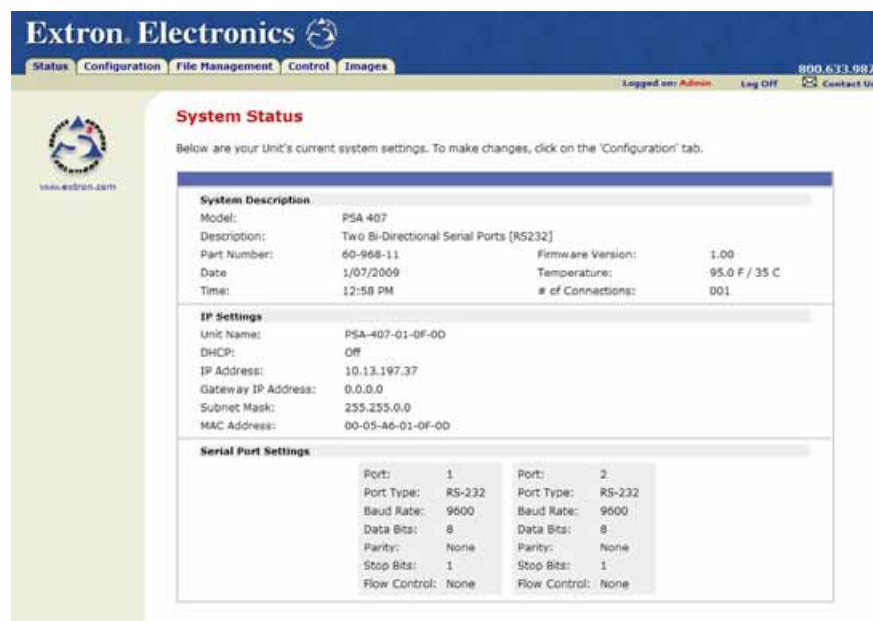 Extron. Electronics
Status Configuration File Management Control Images
800.633.987
Logged on: Admin Log Off Contact Us
www.extron.com
System Status
Below are your Unit's current system settings. To make changes, click on the 'Configuration' tab.
System Description
Model: PSA 407
Description: Two Bi-Directional Serial Ports [RS232]
Part Number: 60-968-11 Firmware Version: 1.00
Date 1/07/2009 Temperature: 95.0 F / 35 C
Time: 12:58 PM # of Connections: 001
IP Settings
Unit Name: PSA-407-01-0F-0D
DHCP: Off
IP Address: 10.13.197.37
Gateway IP Address: 0.0.0.0
Subnet Mask: 255.255.0.0
MAC Address: 00-05-A6-01-0F-0D
Serial Port Settings
Port: 1 Port: 2
Port Type: RS-232 Port Type: RS-232
Baud Rate: 9600 Baud Rate: 9600
Data Bits: 8 Data Bits: 8
Parity: None Parity: None
Stop Bits: 1 Stop Bits: 1
Flow Control: None Flow Control: None